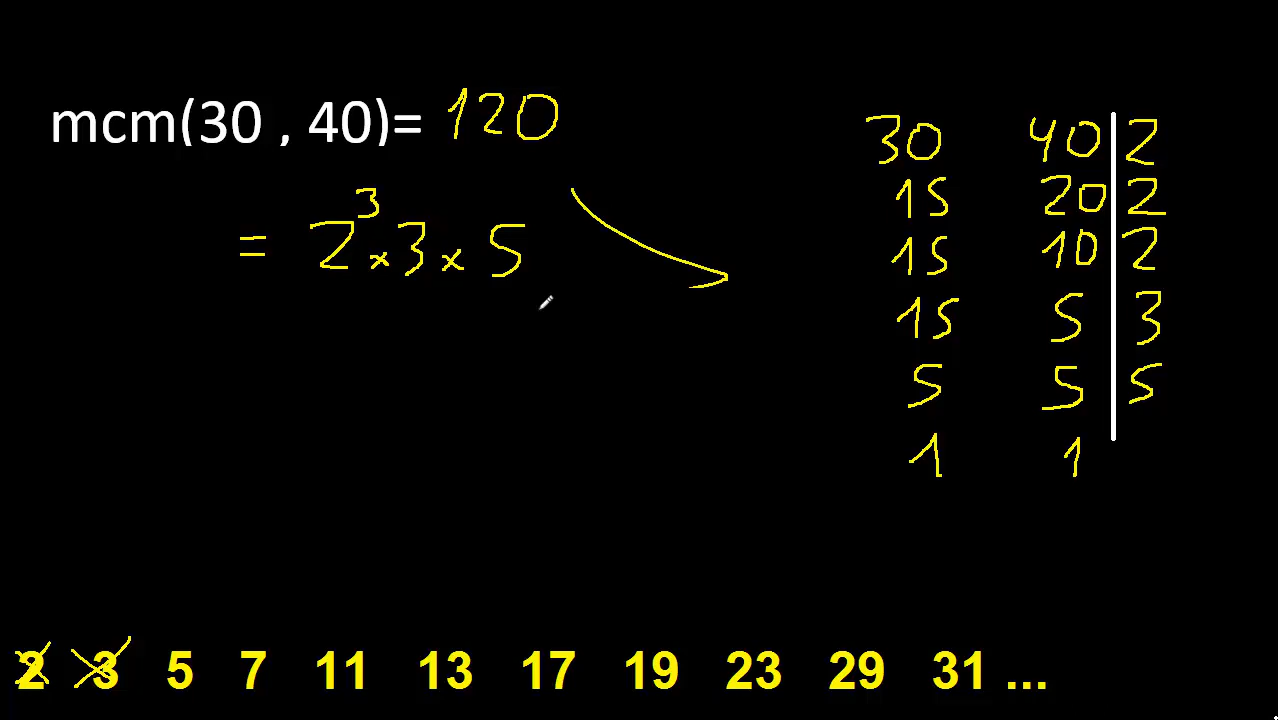 mcm(30 , 40)= 120
= 2³ x 3 x 5
30 40 | 2
15 20 | 2
15 10 | 2
15 5 | 3
5 5 | 5
1 1
2 3 5 7 11 13 17 19 23 29 31 ...